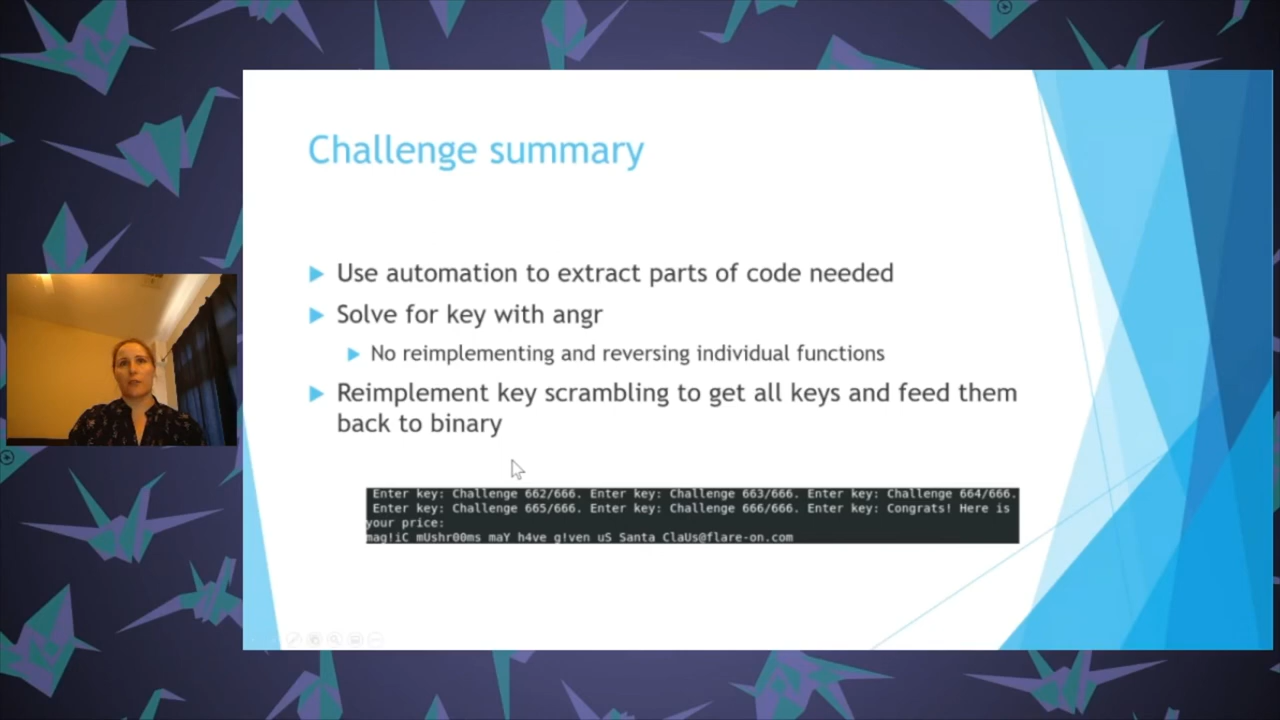 Challenge summary
Use automation to extract parts of code needed
Solve for key with angr
No reimplementing and reversing individual functions
Reimplement key scrambling to get all keys and feed them
back to binary
Enter key: Challenge 662/666. Enter key: Challenge 663/666. Enter key: Challenge 664/666.
Enter key: Challenge 665/666. Enter key: Challenge 666/666. Enter key: Congrats! Here is
your price:
mag!iC mUshr00ms maY h4ve g!ven uS Santa ClaUs@flare-on.com